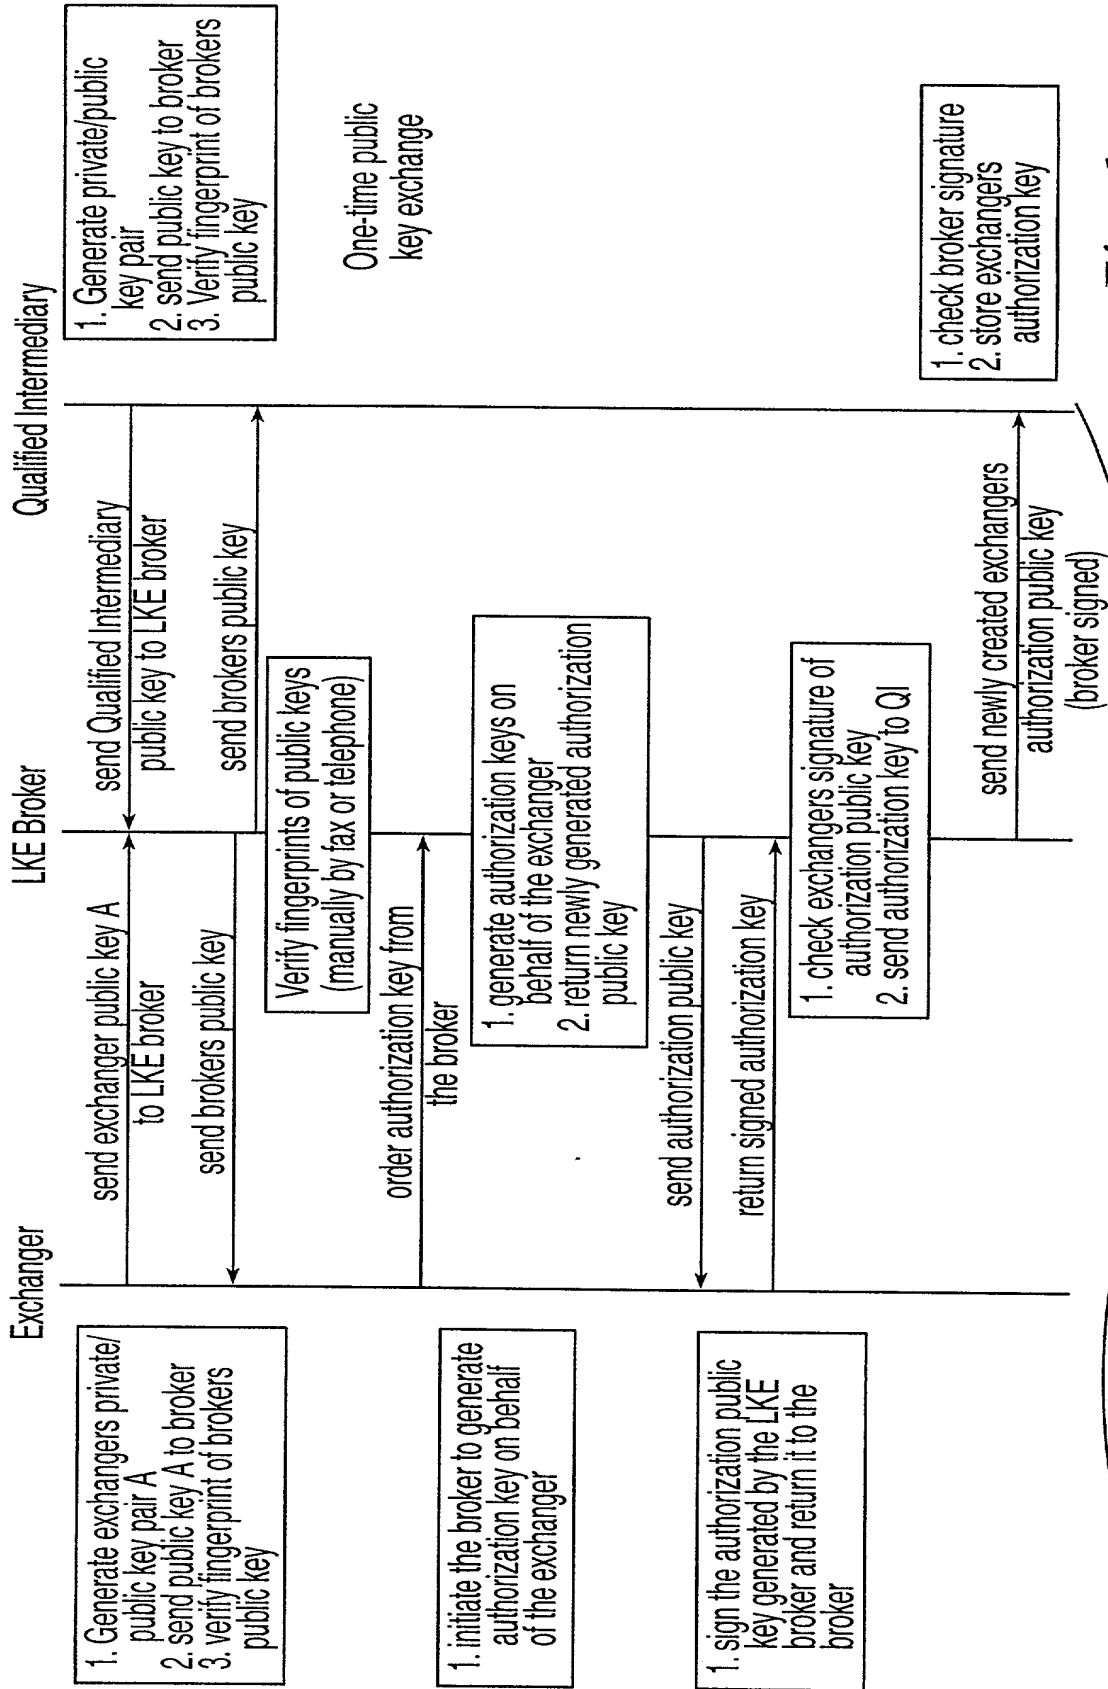 Exchanger
LKE Broker
Qualified Intermediary
1. Generate exchangers private/
public key pair A
2. send public key A to broker
3. verify fingerprint of brokers
public key
send exchanger public key A
to LKE broker
send Qualified Intermediary
public key to LKE broker
1. Generate private/public
key pair
2. send public key to broker
3. Verify fingerprint of brokers
public key
send brokers public key
send brokers public key
Verify fingerprints of public keys
(manually by fax or telephone)
One-time public
key exchange
1. initiate the broker to generate
authorization key on behalf
of the exchanger
order authorization key from
the broker
1. generate authorization keys on
behalf of the exchanger
2. return newly generated authorization
public key
1. sign the authorization public
key generated by the LKE
broker and return it to the
broker
send authorization public key
return signed authorization key
1. check exchangers signature of
authorization public key
2. send authorization key to QI
send newly created exchangers
authorization public key
(broker signed)
1. check broker signature
2. store exchangers
authorization key